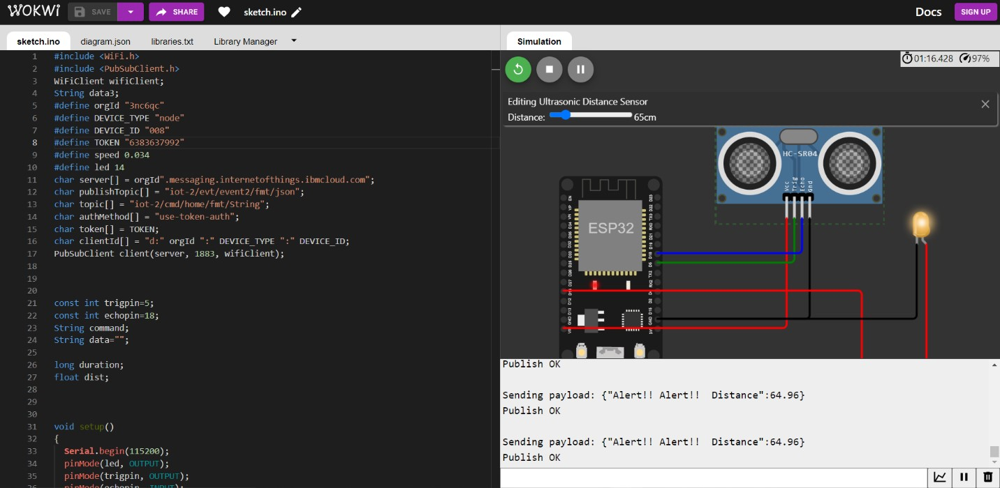 WOKWi SAVE SHARE sketch.ino Docs SIGN UP
sketch.ino diagram.json libraries.txt Library Manager
Simulation
01:16.428 97%
Editing Ultrasonic Distance Sensor
Distance: 65cm
1 #include <WiFi.h>
2 #include <PubSubClient.h>
3 WiFiClient wifiClient;
4 String data3;
5 #define orgId "3nc6qc"
6 #define DEVICE_TYPE "node"
7 #define DEVICE_ID "008"
8 #define TOKEN "6383637992"
9 #define speed 0.034
10 #define led 14
11 char server[] = orgId".messaging.internetofthings.ibmcloud.com";
12 char publishTopic[] = "iot-2/evt/event2/fmt/json";
13 char topic[] = "iot-2/cmd/home/fmt/String";
14 char authMethod[] = "use-token-auth";
15 char token[] = TOKEN;
16 char clientId[] = "d:" orgId ":" DEVICE_TYPE ":" DEVICE_ID;
17 PubSubClient client(server, 1883, wifiClient);
18
19
20
21 const int trigpin=5;
22 const int echopin=18;
23 String command;
24 String data="";
25
26 long duration;
27 float dist;
28
29
30
31 void setup()
32 {
33 Serial.begin(115200);
34 pinMode(led, OUTPUT);
35 pinMode(trigpin, OUTPUT);
36 pinMode(echopin, INPUT);
HC-SR04
Vcc
Trig
Echo
Gnd
ESP32
Publish OK
Sending payload: {"Alert!! Alert!!  Distance":64.96}
Publish OK
Sending payload: {"Alert!! Alert!!  Distance":64.96}
Publish OK